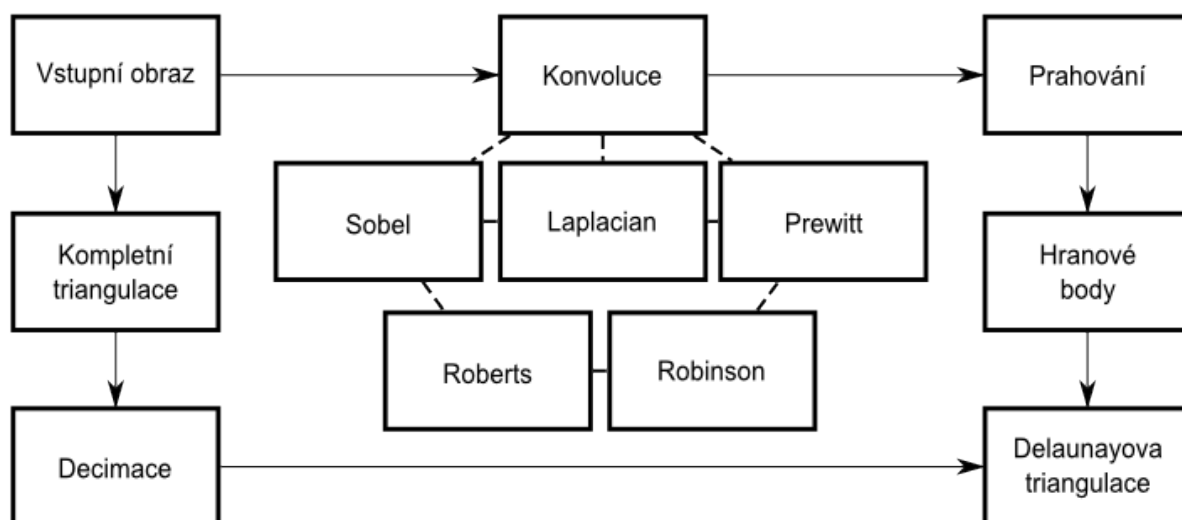 Vstupní obraz
Konvoluce
Prahování
Sobel
Laplacian
Prewitt
Kompletní
triangulace
Hranové
body
Roberts
Robinson
Decimace
Delaunayova
triangulace